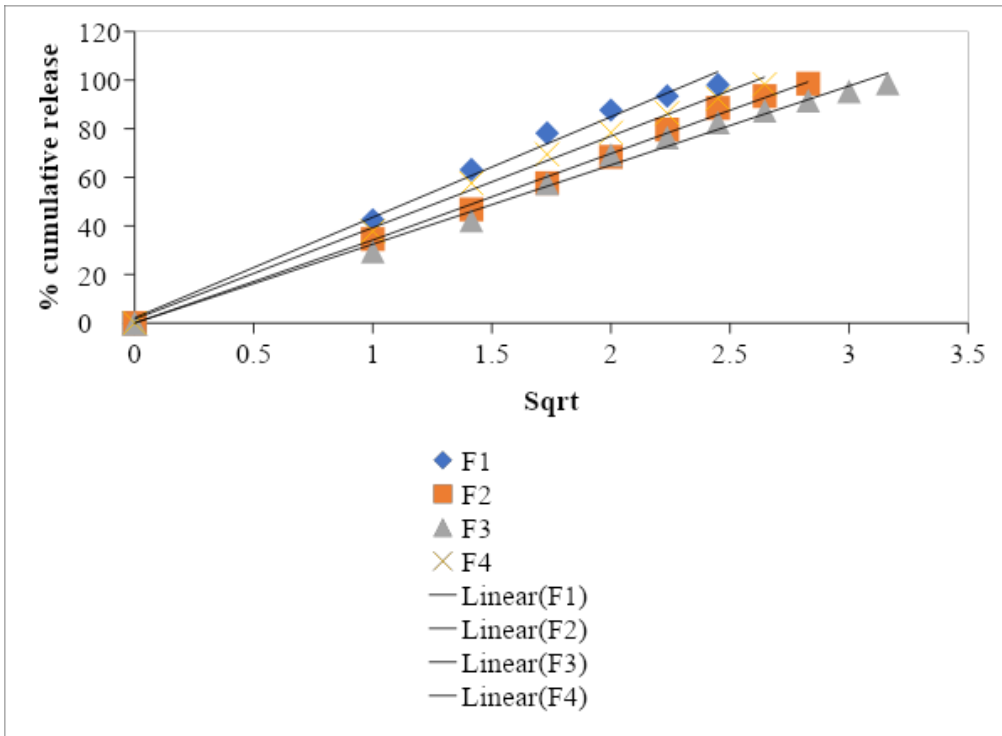 % cumulative release
120
100
80
60
40
20
0
0 0.5 1 1.5 2 2.5 3 3.5
Sqrt
F1
F2
F3
F4
Linear(F1)
Linear(F2)
Linear(F3)
Linear(F4)